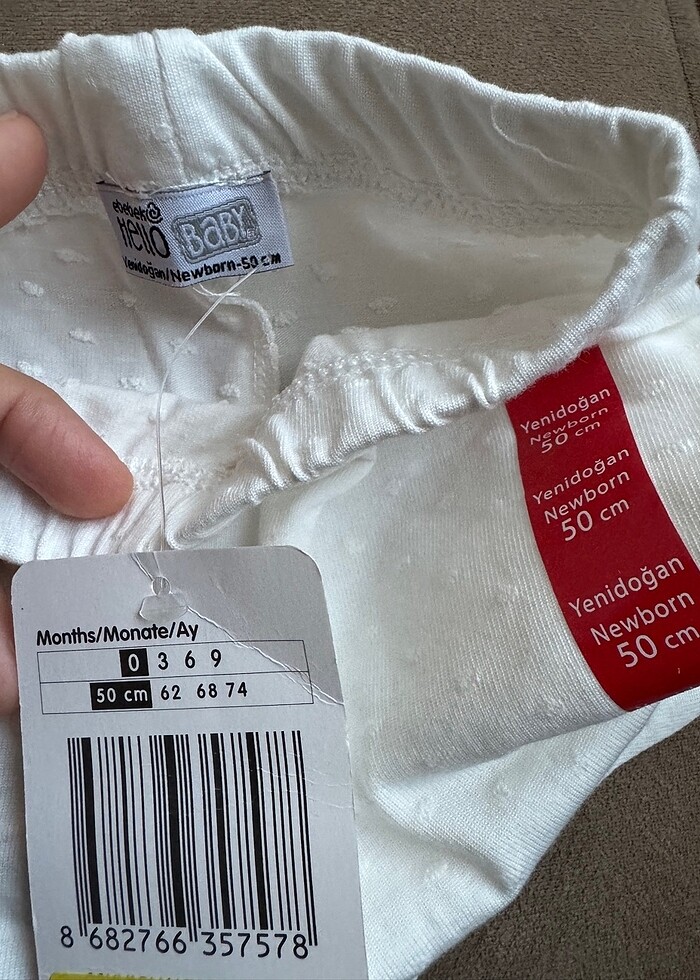 ebebek
Hello BABY
Yenidoğan/Newborn-50 cm
Yenidoğan
Newborn
50 cm
Yenidoğan
Newborn
50 cm
Yenidoğan
Newborn
50 cm
Months/Monate/Ay
0 3 6 9
50 cm 62 68 74
8 682766 357578